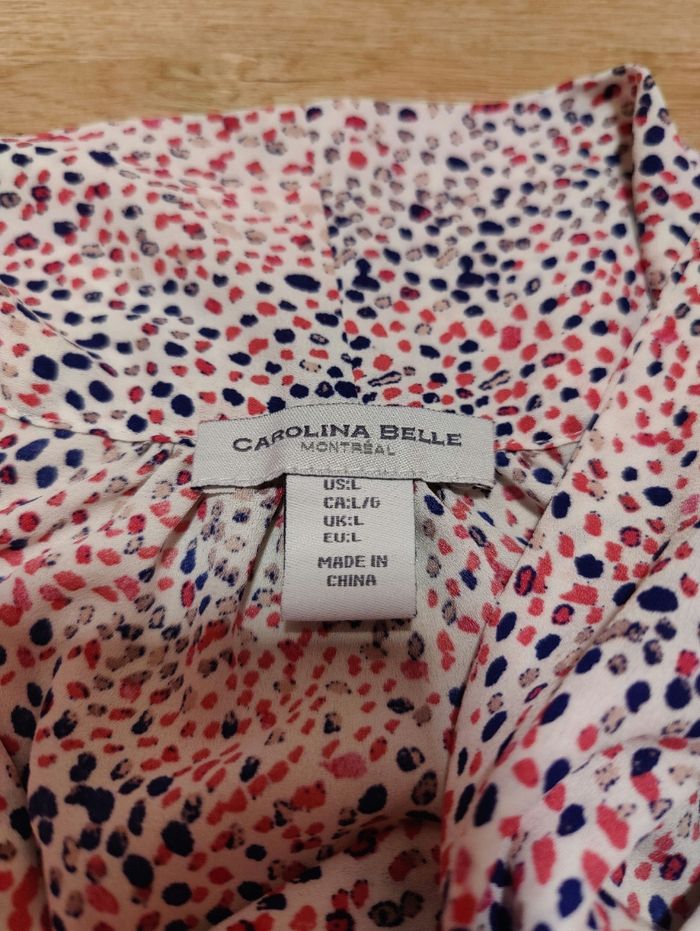 CAROLINA BELLE
MONTRÉAL
US:L
CA:L/G
UK:L
EU:L
MADE IN
CHINA